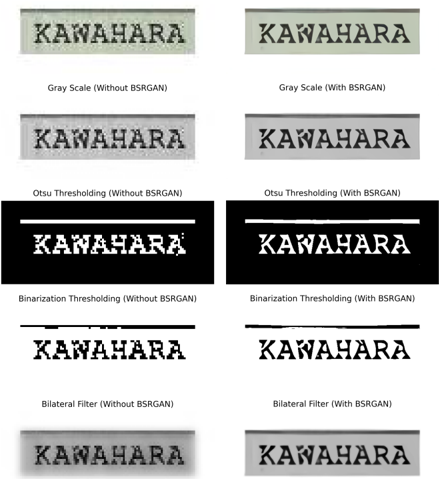 KAWAHARA KAWAHARA
Gray Scale (Without BSRGAN) Gray Scale (With BSRGAN)
KAWAHARA KAWAHARA
Otsu Thresholding (Without BSRGAN) Otsu Thresholding (With BSRGAN)
KAWAHARA KAWAHARA
Binarization Thresholding (Without BSRGAN) Binarization Thresholding (With BSRGAN)
KAWAHARA KAWAHARA
Bilateral Filter (Without BSRGAN) Bilateral Filter (With BSRGAN)
KAWAHARA KAWAHARA